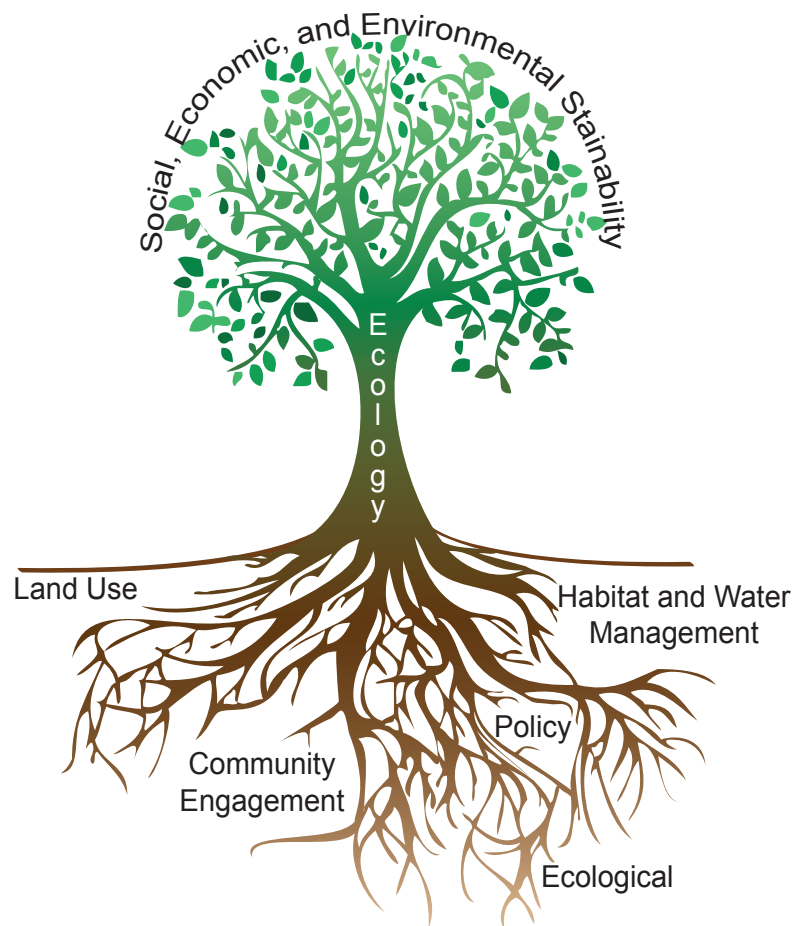 Social, Economic, and Environmental Stainability
Ecology
Land Use
Habitat and Water
Management
Policy
Community
Engagement
Ecological